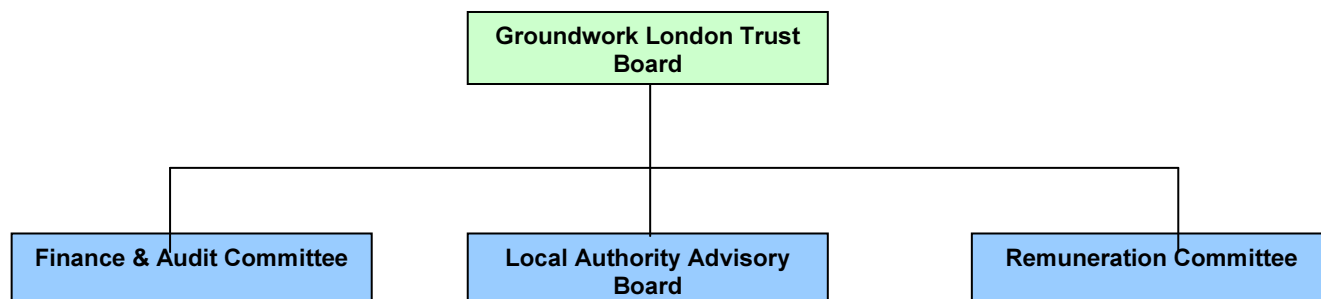 Groundwork London Trust
Board
Finance & Audit Committee
Local Authority Advisory
Board
Remuneration Committee